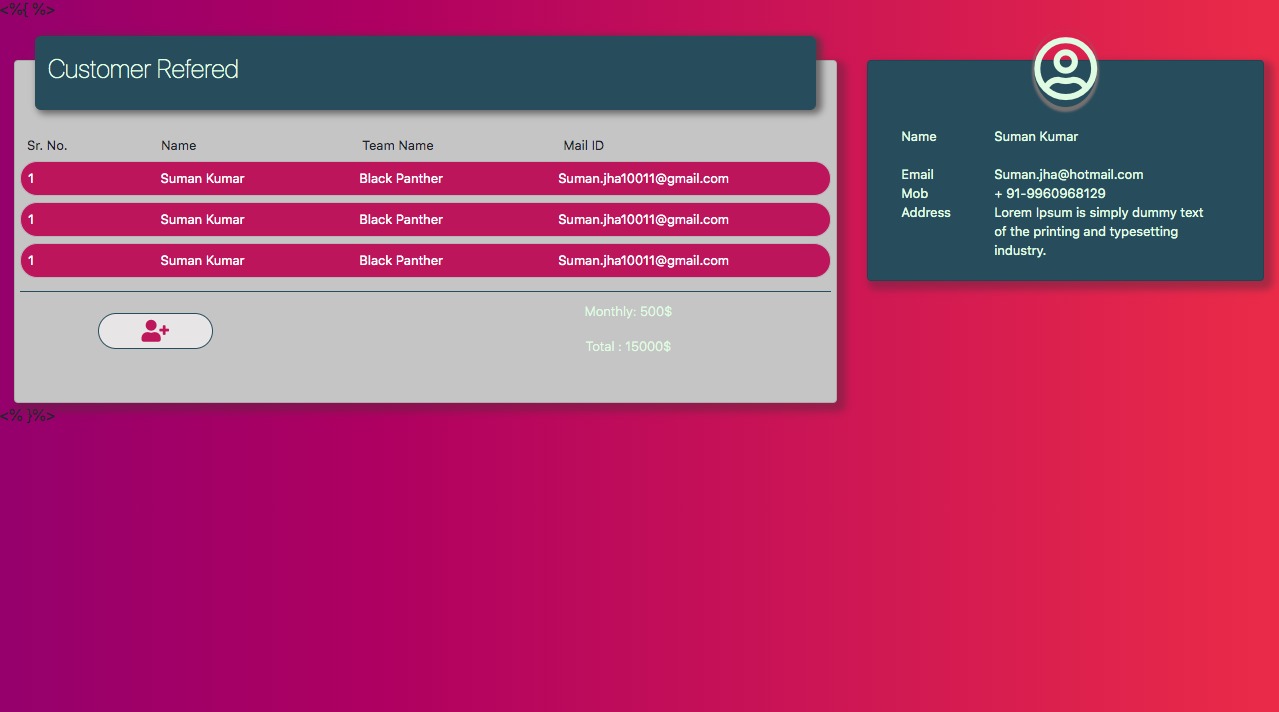 <%{ %>
Customer Refered
Sr. No. Name Team Name Mail ID
1 Suman Kumar Black Panther Suman.jha10011@gmail.com
1 Suman Kumar Black Panther Suman.jha10011@gmail.com
1 Suman Kumar Black Panther Suman.jha10011@gmail.com
Monthly: 500$
Total : 15000$
<% }%>
Name Suman Kumar
Email Suman.jha@hotmail.com
Mob + 91-9960968129
Address Lorem Ipsum is simply dummy text
of the printing and typesetting
industry.